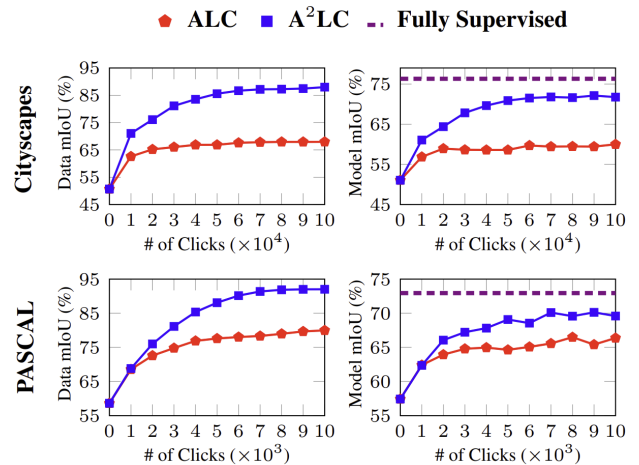 ALC A²LC Fully Supervised
Cityscapes
Data mIoU (%)
95
85
75
65
55
45
0 1 2 3 4 5 6 7 8 9 10
# of Clicks (×10⁴)
Model mIoU (%)
75
65
55
45
0 1 2 3 4 5 6 7 8 9 10
# of Clicks (×10⁴)
PASCAL
Data mIoU (%)
95
85
75
65
55
0 1 2 3 4 5 6 7 8 9 10
# of Clicks (×10³)
Model mIoU (%)
75
70
65
60
55
0 1 2 3 4 5 6 7 8 9 10
# of Clicks (×10³)